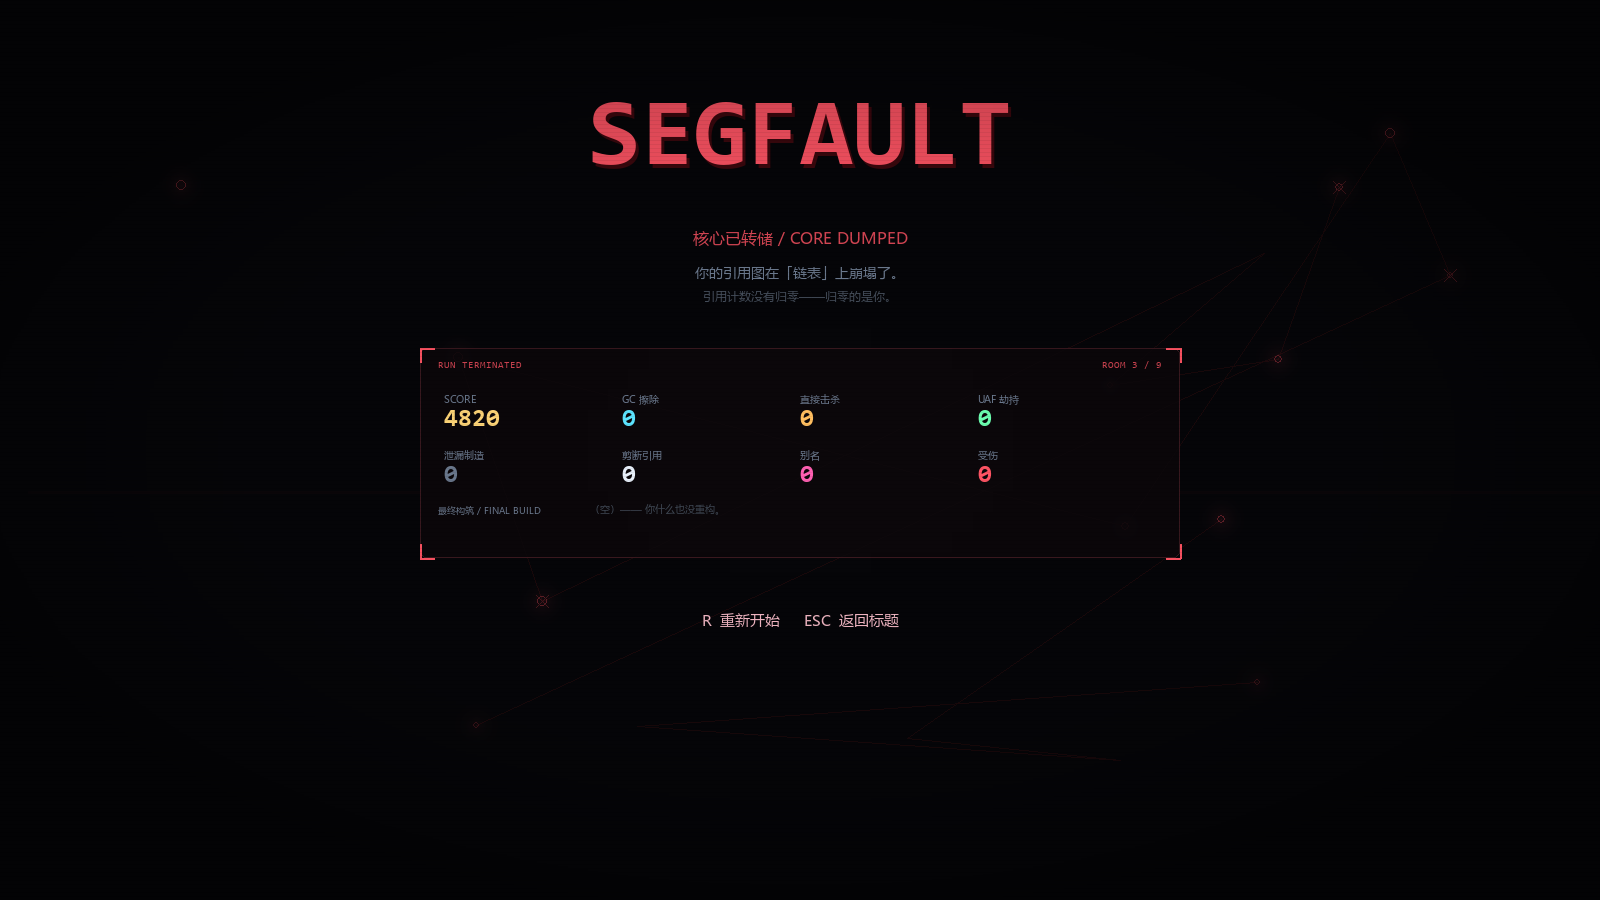 SEGFAULT
核心已转储 / CORE DUMPED
你的引用图在「链表」上崩塌了。
引用计数没有归零——归零的是你。
RUN TERMINATED ROOM 3 / 9
SCORE GC 擦除 直接击杀 UAF 劫持
4820 0 0 0
泄漏制造 剪断引用 别名 受伤
0 0 0 0
最终构筑 / FINAL BUILD （空）—— 你什么也没重构。
R 重新开始 ESC 返回标题